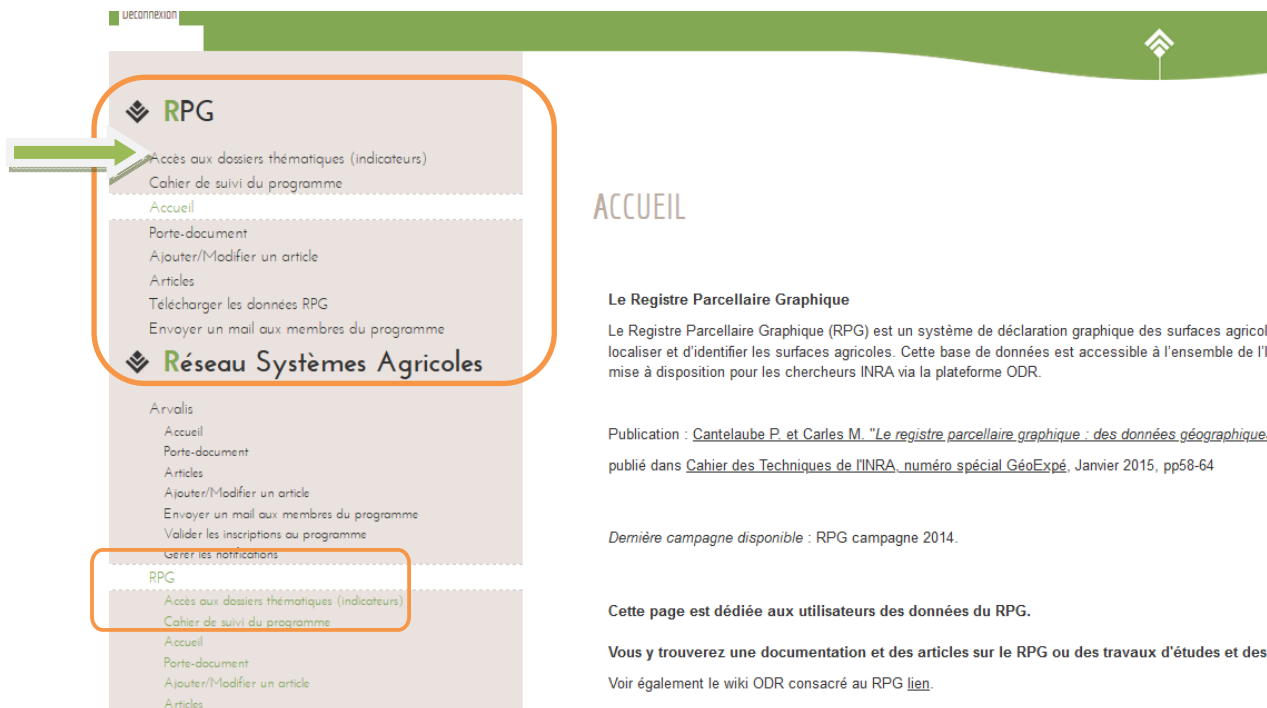 Déconnexion
RPG
Accès aux dossiers thématiques (indicateurs)
Cahier de suivi du programme
Accueil
Porte-document
Ajouter/Modifier un article
Articles
Télécharger les données RPG
Envoyer un mail aux membres du programme
Réseau Systèmes Agricoles
Arvalis
Accueil
Porte-document
Articles
Ajouter/Modifier un article
Envoyer un mail aux membres du programme
Valider les inscriptions au programme
Gérer les notifications
RPG
Accès aux dossiers thématiques (indicateurs)
Cahier de suivi du programme
Accueil
Porte-document
Ajouter/Modifier un article
Articles
ACCUEIL
Le Registre Parcellaire Graphique
Le Registre Parcellaire Graphique (RPG) est un système de déclaration graphique des surfaces agricol
localiser et d'identifier les surfaces agricoles. Cette base de données est accessible à l'ensemble de l'
mise à disposition pour les chercheurs INRA via la plateforme ODR.
Publication : Cantelaube P. et Carles M. "Le registre parcellaire graphique : des données géographiques
publié dans Cahier des Techniques de l'INRA, numéro spécial GéoExpé, Janvier 2015, pp58-64
Dernière campagne disponible : RPG campagne 2014.
Cette page est dédiée aux utilisateurs des données du RPG.
Vous y trouverez une documentation et des articles sur le RPG ou des travaux d'études et des
Voir également le wiki ODR consacré au RPG lien.